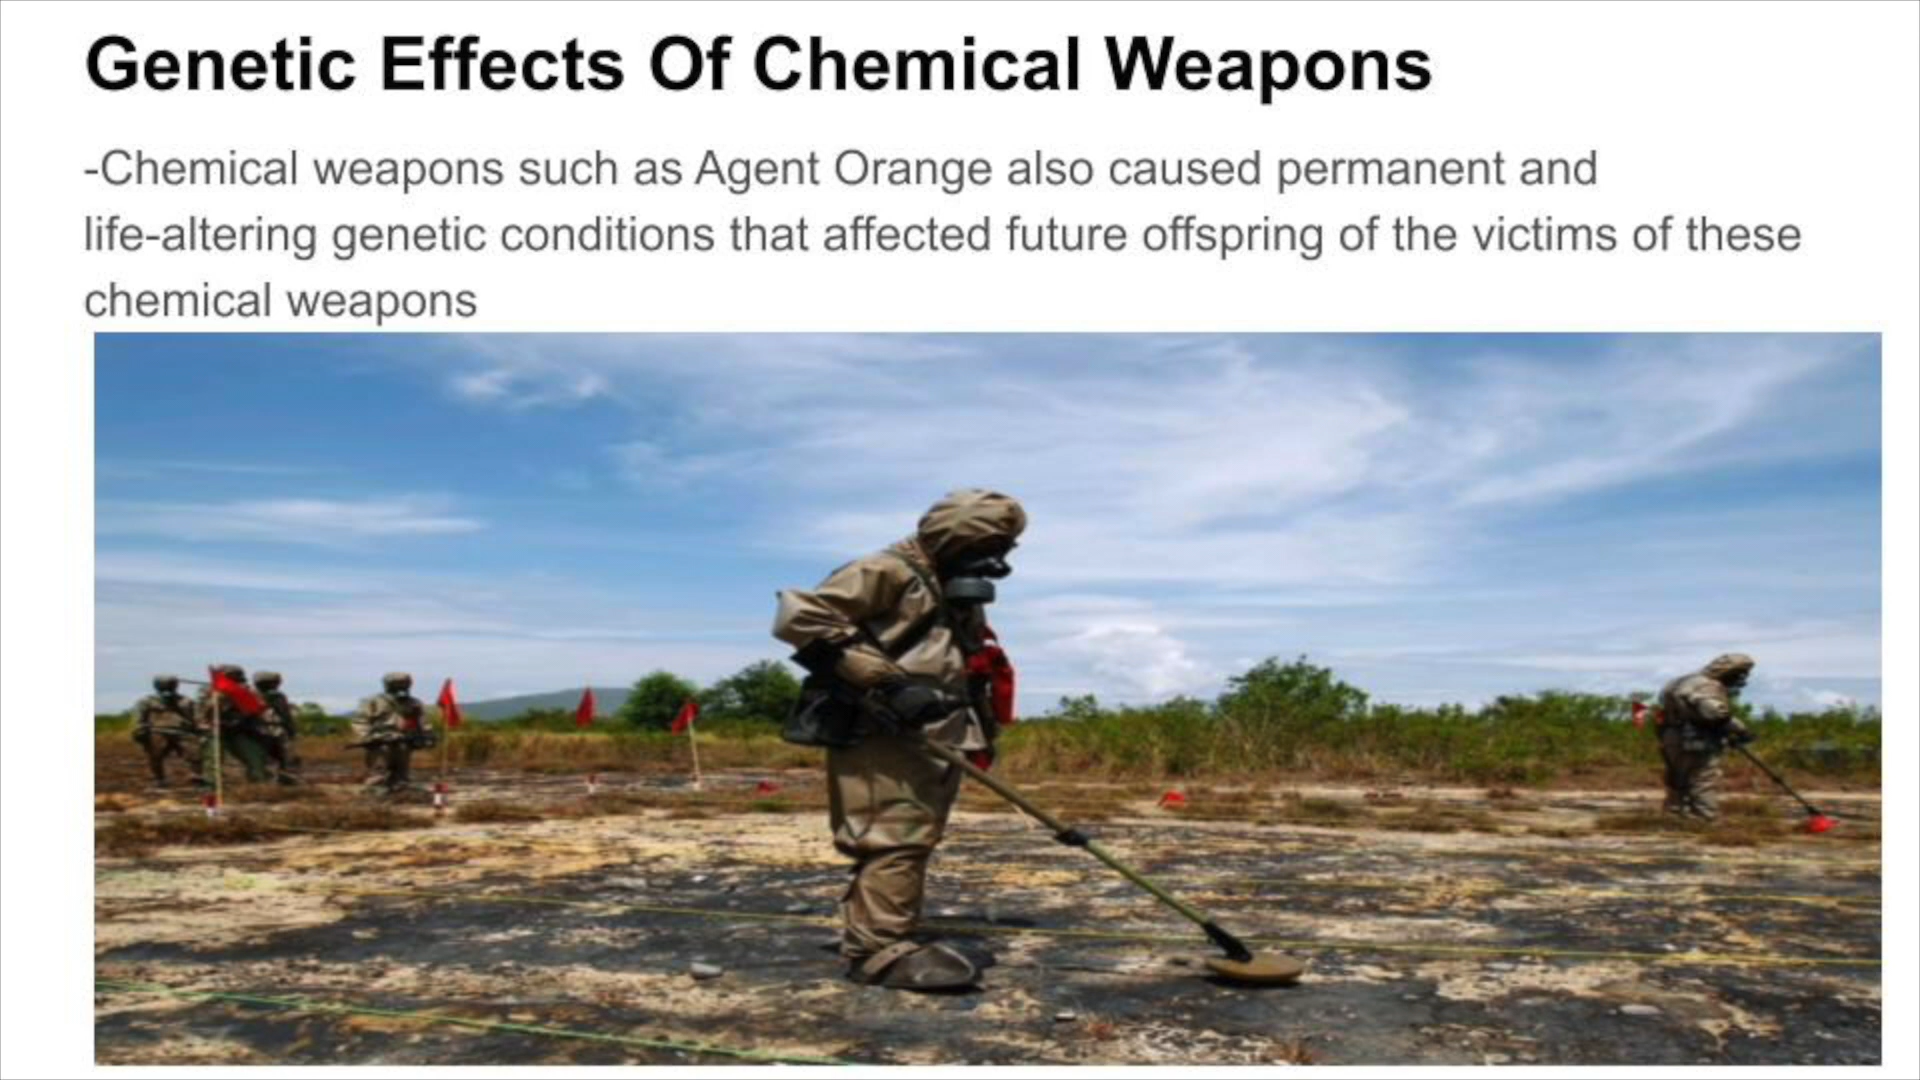 Genetic Effects Of Chemical Weapons
-Chemical weapons such as Agent Orange also caused permanent and
life-altering genetic conditions that affected future offspring of the victims of these
chemical weapons